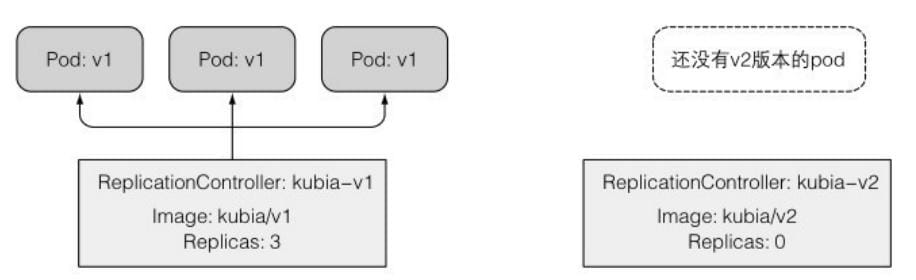 Pod: v1
Pod: v1
Pod: v1
还没有v2版本的pod
ReplicationController: kubia-v1
Image: kubia/v1
Replicas: 3
ReplicationController: kubia-v2
Image: kubia/v2
Replicas: 0